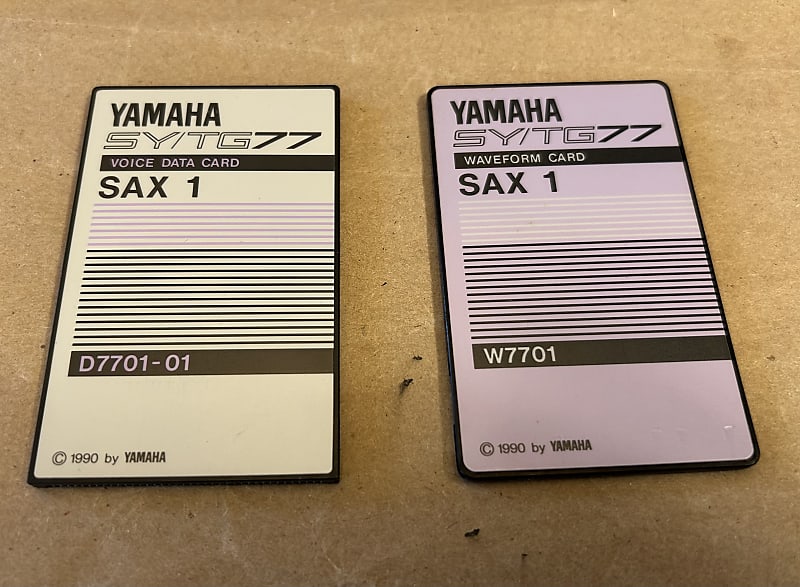 YAMAHA
SY/TG77
VOICE DATA CARD
SAX 1
D7701-01
© 1990 by YAMAHA
YAMAHA
SY/TG77
WAVEFORM CARD
SAX 1
W7701
© 1990 by YAMAHA